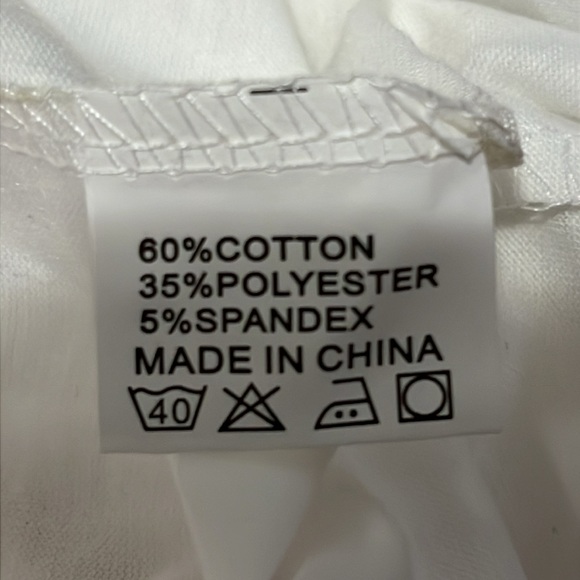 60%COTTON
35%POLYESTER
5%SPANDEX
MADE IN CHINA
40